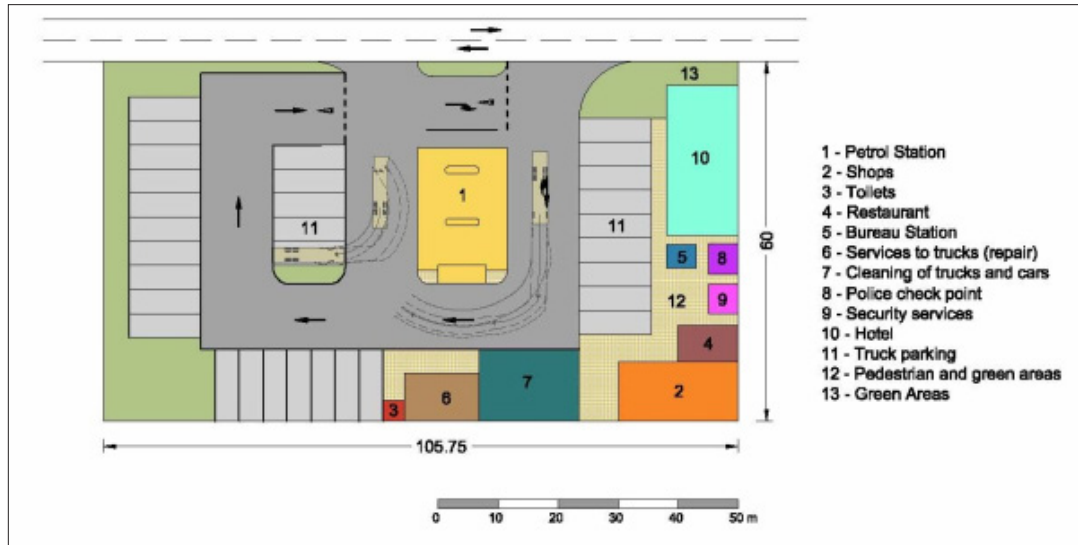 13
10
1
11
11
5
8
12
9
4
2
7
6
3
60
105.75
0 10 20 30 40 50 m
1 - Petrol Station
2 - Shops
3 - Toilets
4 - Restaurant
5 - Bureau Station
6 - Services to trucks (repair)
7 - Cleaning of trucks and cars
8 - Police check point
9 - Security services
10 - Hotel
11 - Truck parking
12 - Pedestrian and green areas
13 - Green Areas